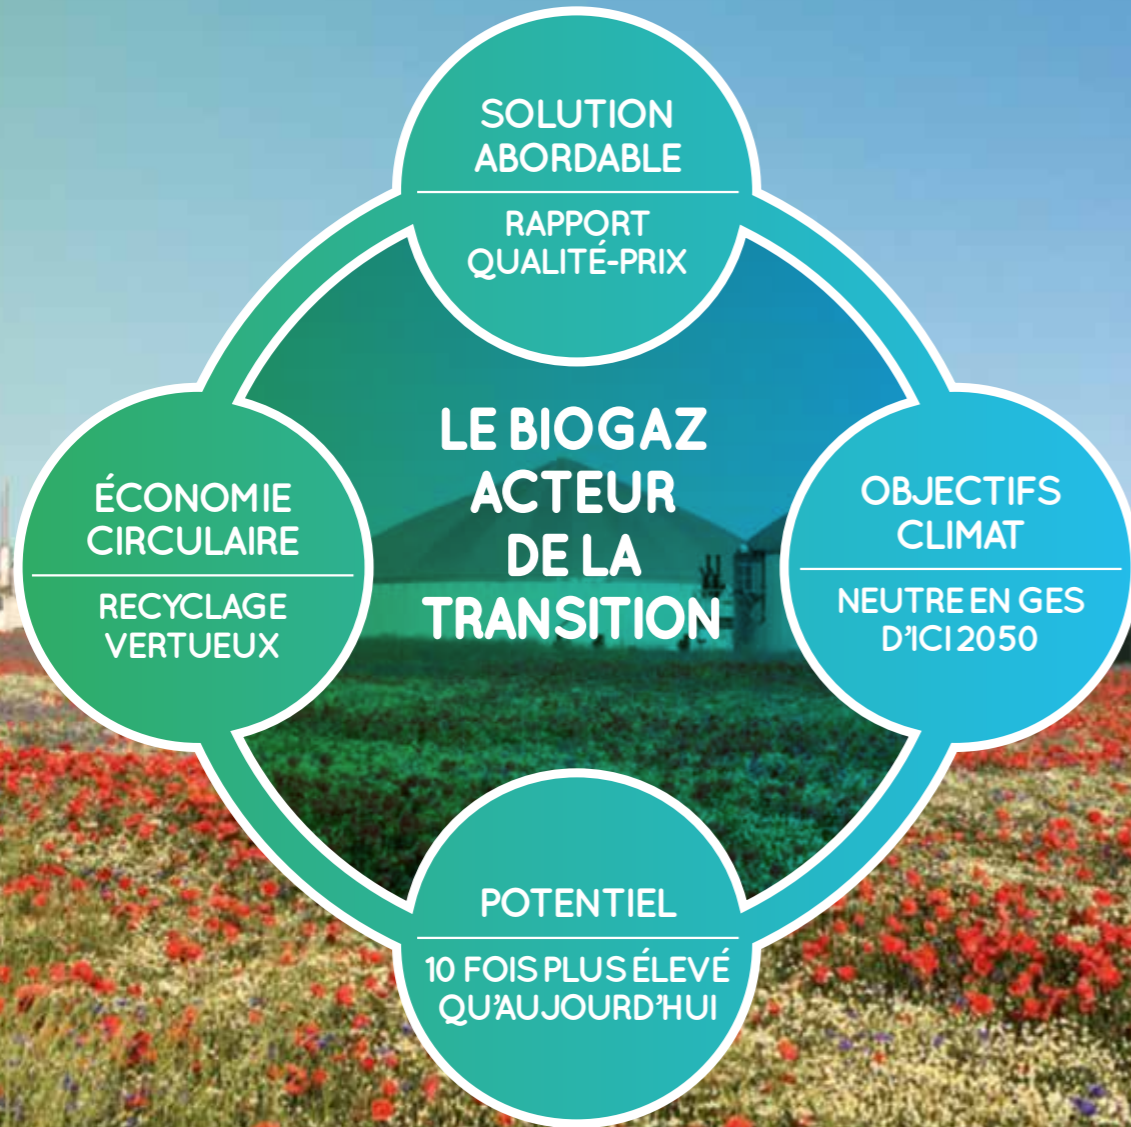 SOLUTION
ABORDABLE
RAPPORT
QUALITÉ-PRIX
LE BIOGAZ
ACTEUR
DE LA
TRANSITION
ÉCONOMIE
CIRCULAIRE
RECYCLAGE
VERTUEUX
OBJECTIFS
CLIMAT
NEUTRE EN GES
D'ICI 2050
POTENTIEL
10 FOIS PLUS ÉLEVÉ
QU'AUJOURD'HUI